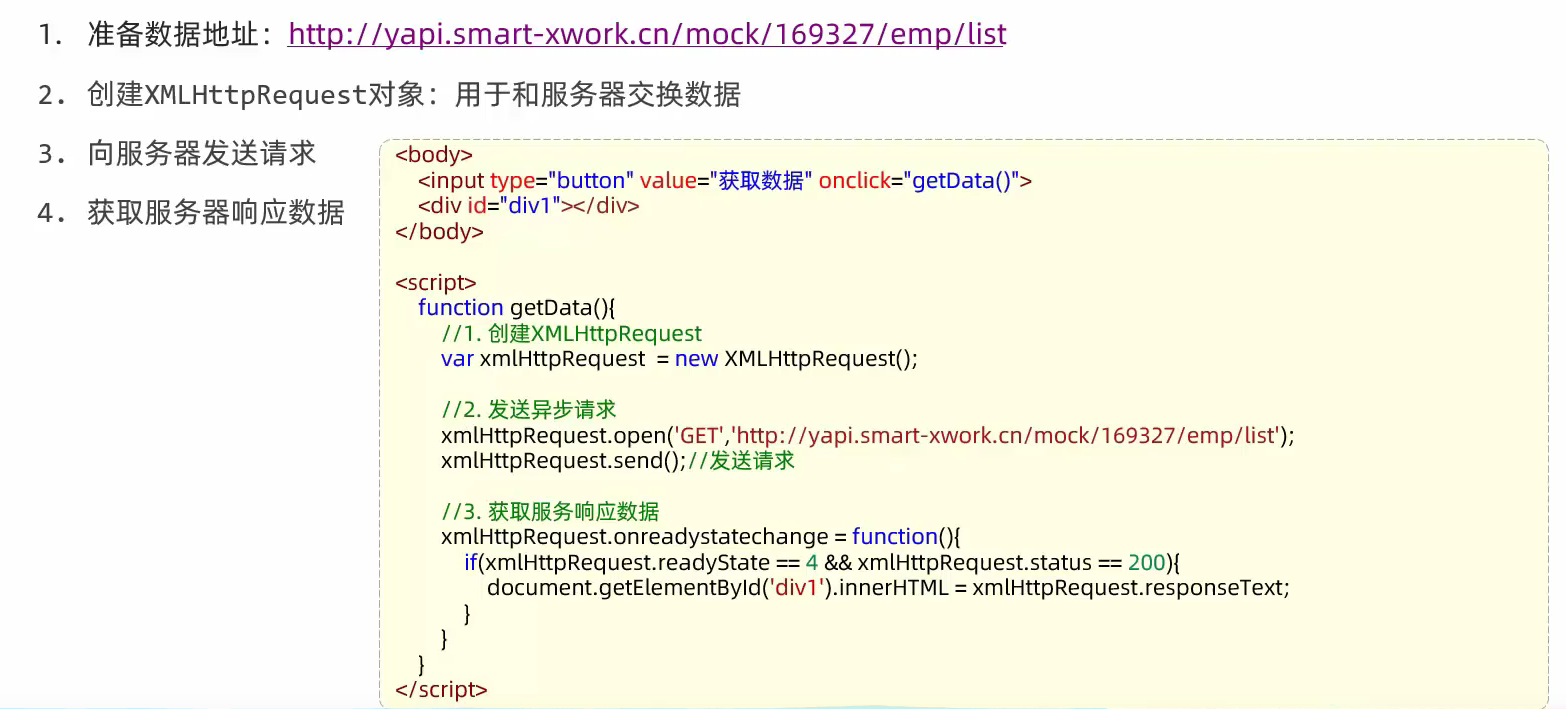 1. 准备数据地址：http://yapi.smart-xwork.cn/mock/169327/emp/list
2. 创建XMLHttpRequest对象：用于和服务器交换数据
3. 向服务器发送请求
4. 获取服务器响应数据
<body>
    <input type="button" value="获取数据" onclick="getData()">
    <div id="div1"></div>
</body>

<script>
    function getData(){
        //1. 创建XMLHttpRequest
        var xmlHttpRequest  = new XMLHttpRequest();

        //2. 发送异步请求
        xmlHttpRequest.open('GET','http://yapi.smart-xwork.cn/mock/169327/emp/list');
        xmlHttpRequest.send();//发送请求

        //3. 获取服务响应数据
        xmlHttpRequest.onreadystatechange = function(){
            if(xmlHttpRequest.readyState == 4 && xmlHttpRequest.status == 200){
                document.getElementById('div1').innerHTML = xmlHttpRequest.responseText;
            }
        }
    }
</script>